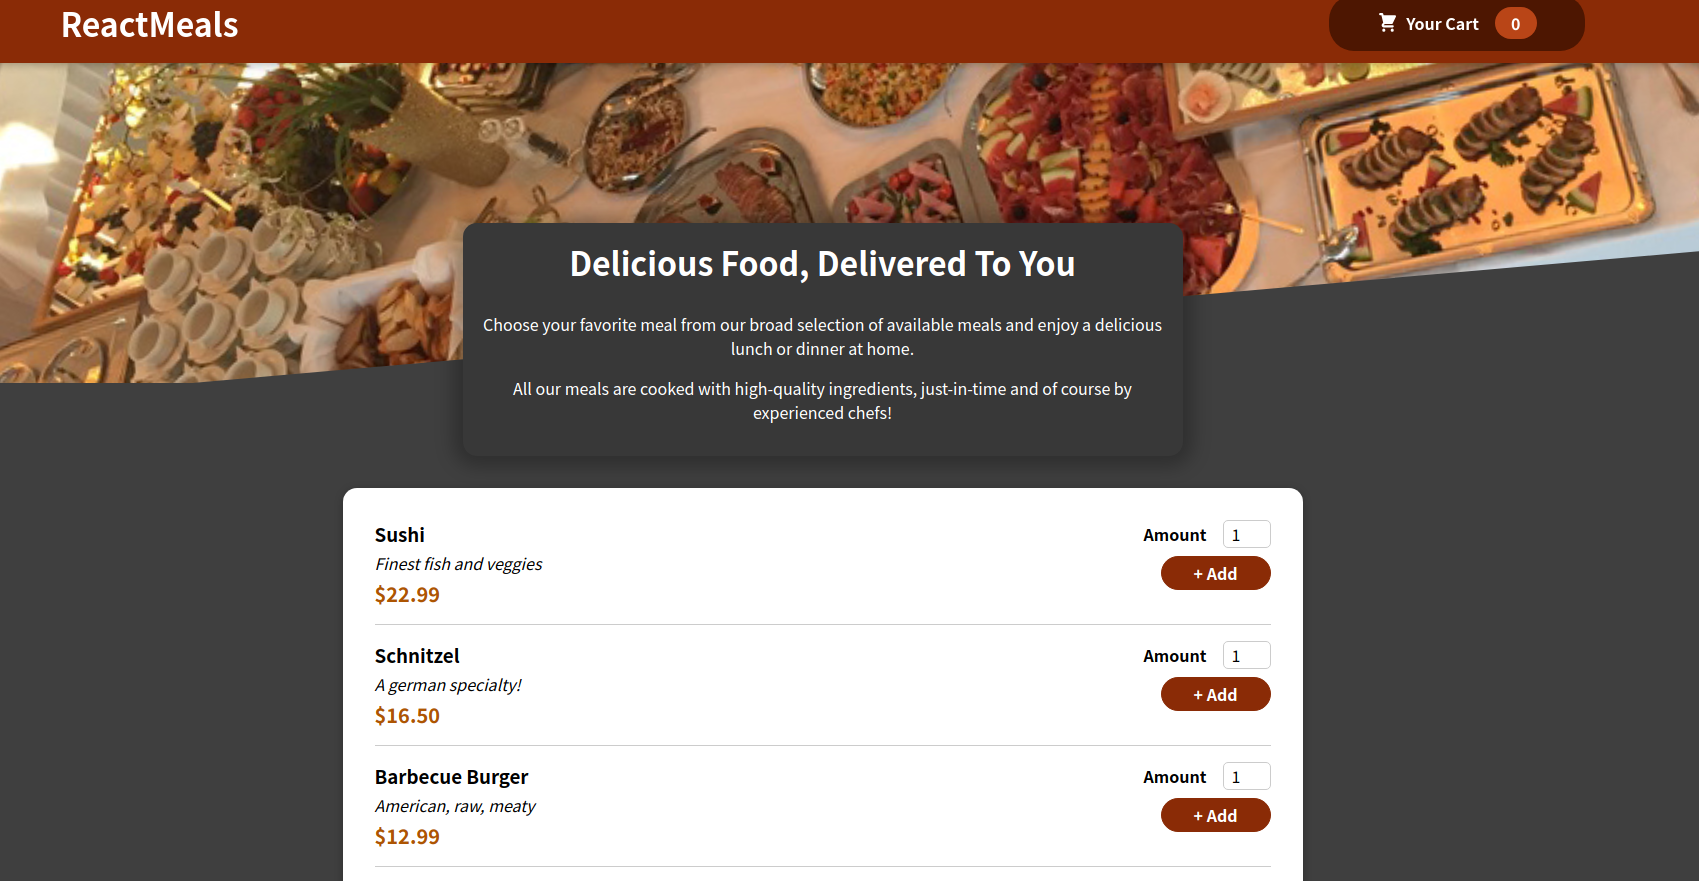 ReactMeals
Your Cart 0
Delicious Food, Delivered To You
Choose your favorite meal from our broad selection of available meals and enjoy a delicious
lunch or dinner at home.
All our meals are cooked with high-quality ingredients, just-in-time and of course by
experienced chefs!
Sushi
Finest fish and veggies
$22.99
Amount 1
+ Add
Schnitzel
A german specialty!
$16.50
Amount 1
+ Add
Barbecue Burger
American, raw, meaty
$12.99
Amount 1
+ Add